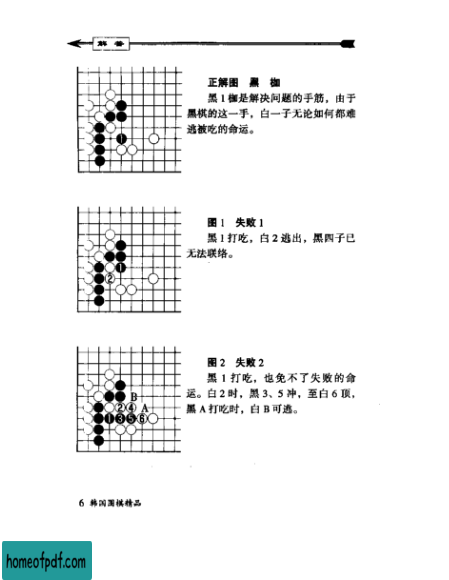 解答
正解图 黑 枷
黑1枷是解决问题的手筋，由于
黑棋的这一手，白一子无论如何都难
逃被吃的命运。
1
图1 失败1
黑1打吃，白2逃出，黑四子已
无法联络。
1
2
图2 失败2
黑1打吃，也免不了失败的命
运。白2时，黑3、5冲，至白6顶，
黑A打吃时，白B可逃。
B
2 4 A
1 3 5 6
6 韩国围棋精品
homeofpdf.com